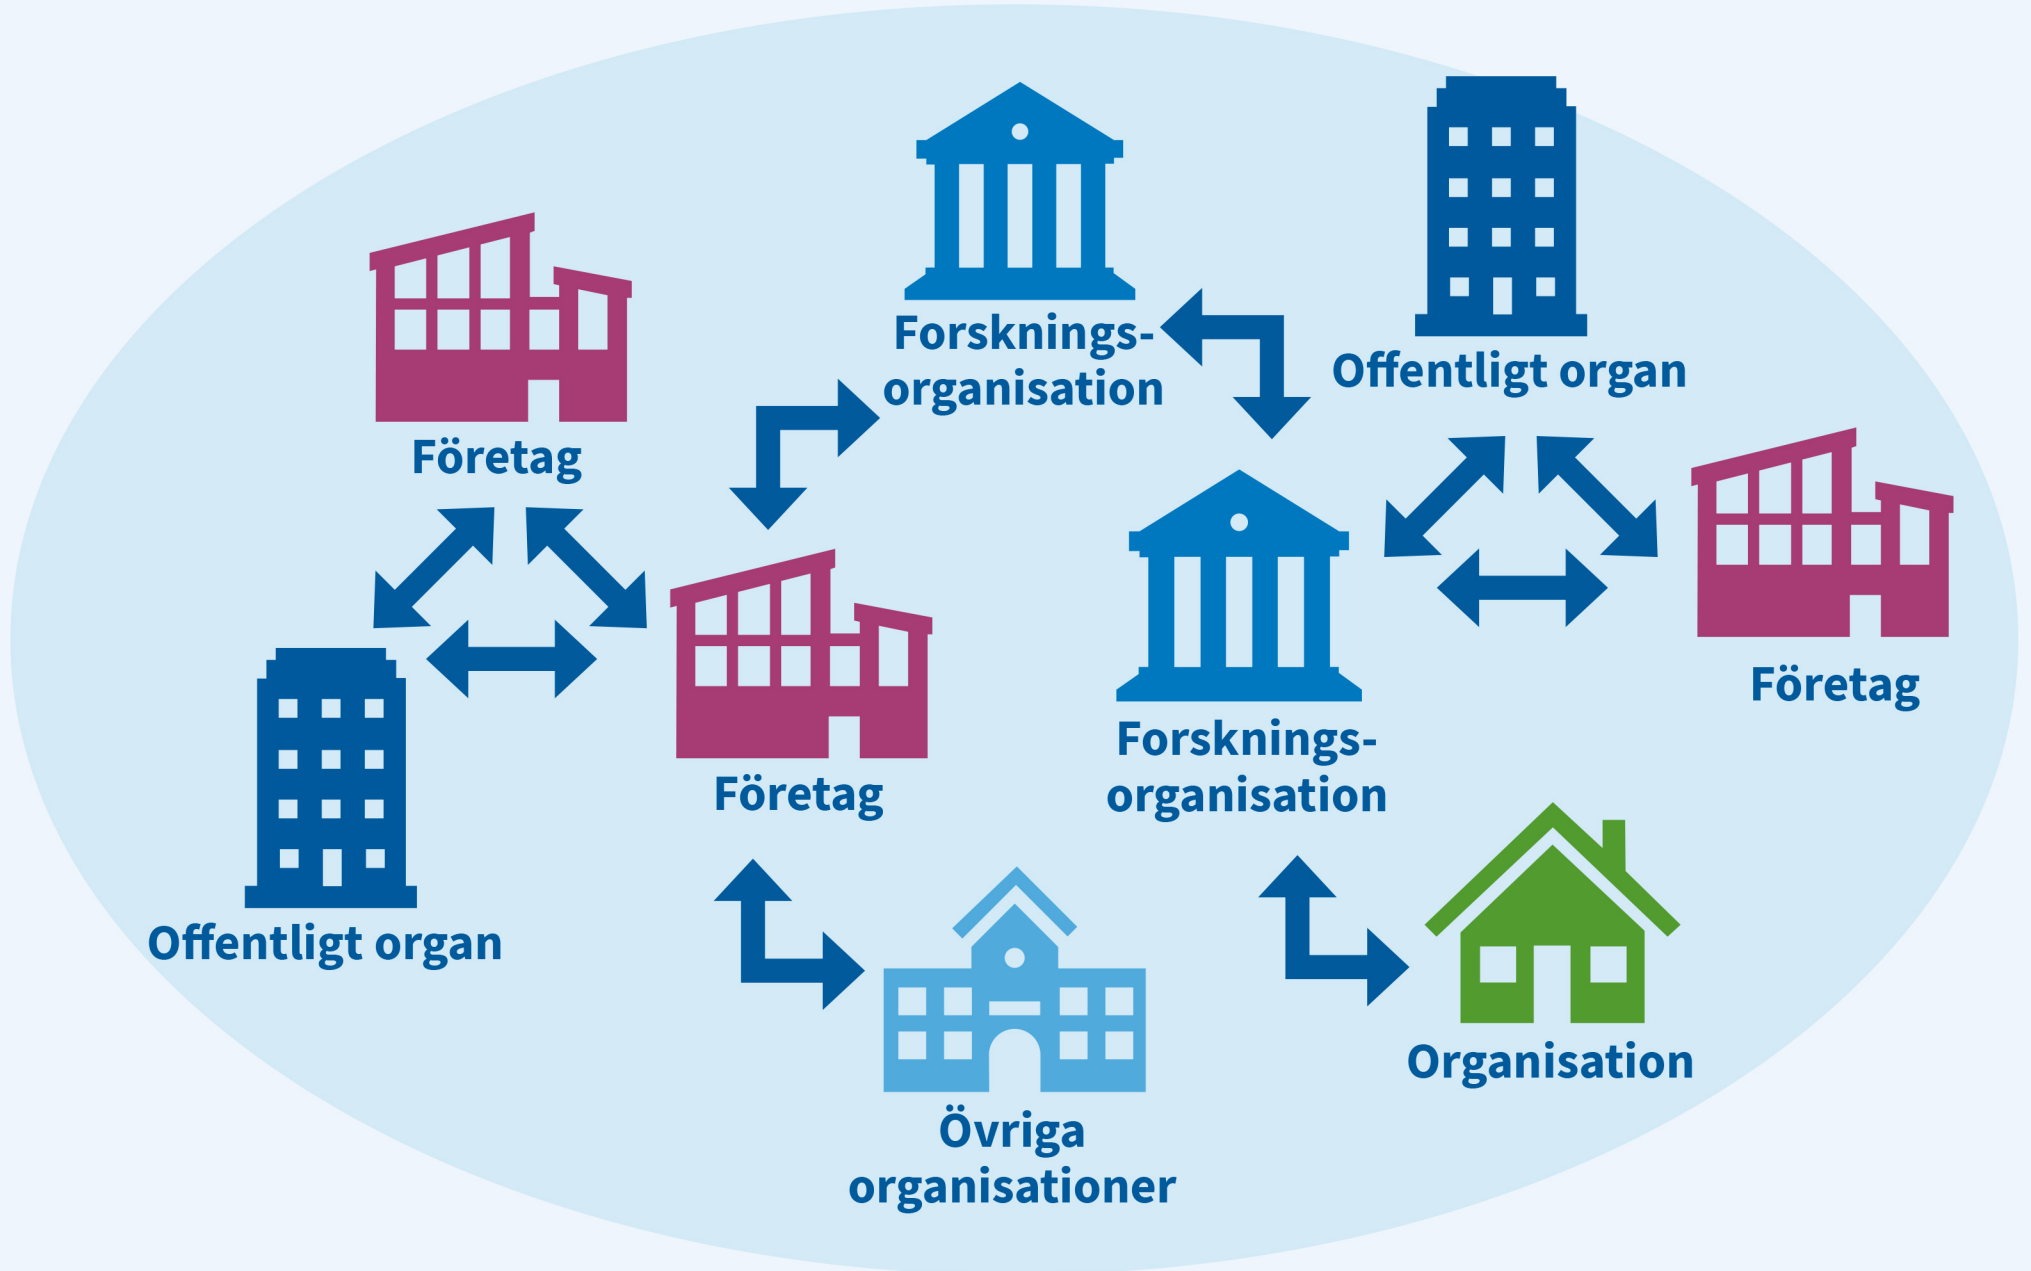 Forsknings-
organisation
Offentligt organ
Företag
Företag
Forsknings-
organisation
Företag
Offentligt organ
Organisation
Övriga
organisationer